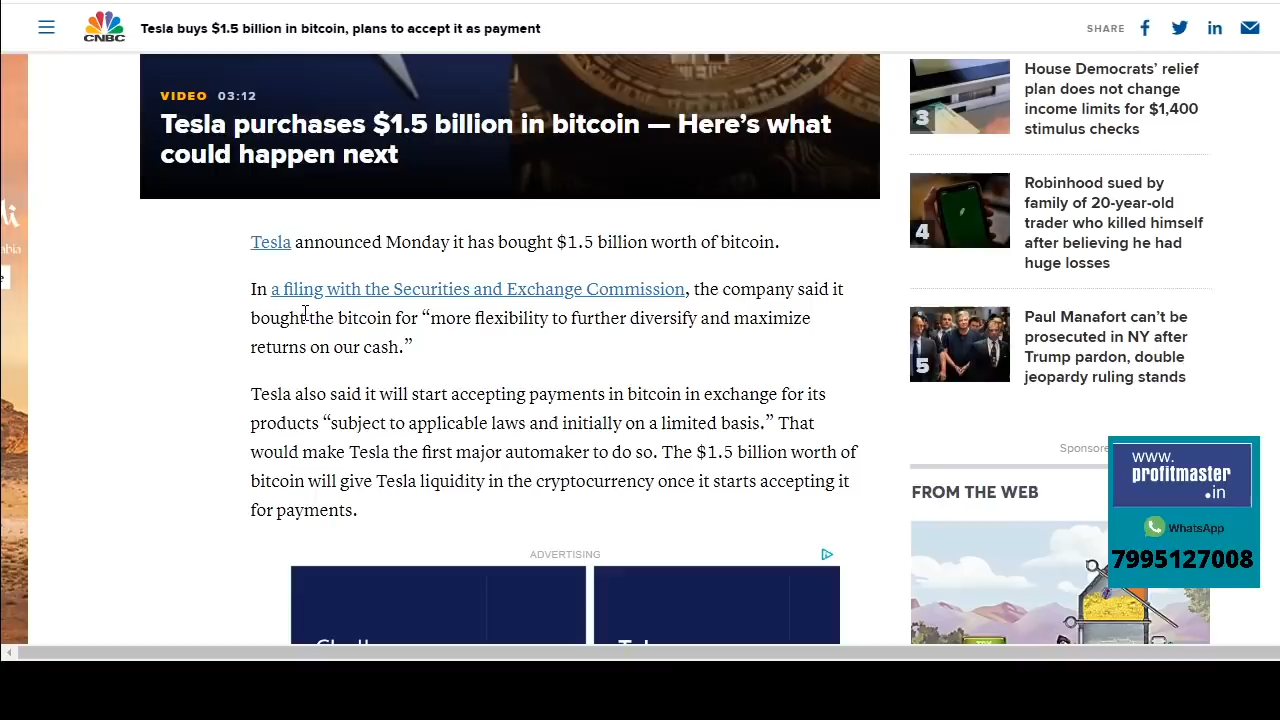 CNBC
Tesla buys $1.5 billion in bitcoin, plans to accept it as payment
SHARE
VIDEO 03:12
Tesla purchases $1.5 billion in bitcoin — Here’s what
could happen next
Tesla announced Monday it has bought $1.5 billion worth of bitcoin.
In a filing with the Securities and Exchange Commission, the company said it
bought the bitcoin for “more flexibility to further diversify and maximize
returns on our cash.”
Tesla also said it will start accepting payments in bitcoin in exchange for its
products “subject to applicable laws and initially on a limited basis.” That
would make Tesla the first major automaker to do so. The $1.5 billion worth of
bitcoin will give Tesla liquidity in the cryptocurrency once it starts accepting it
for payments.
ADVERTISING
3
House Democrats’ relief
plan does not change
income limits for $1,400
stimulus checks
4
Robinhood sued by
family of 20-year-old
trader who killed himself
after believing he had
huge losses
5
Paul Manafort can’t be
prosecuted in NY after
Trump pardon, double
jeopardy ruling stands
FROM THE WEB
www.
profitmaster
.in
WhatsApp
7995127008